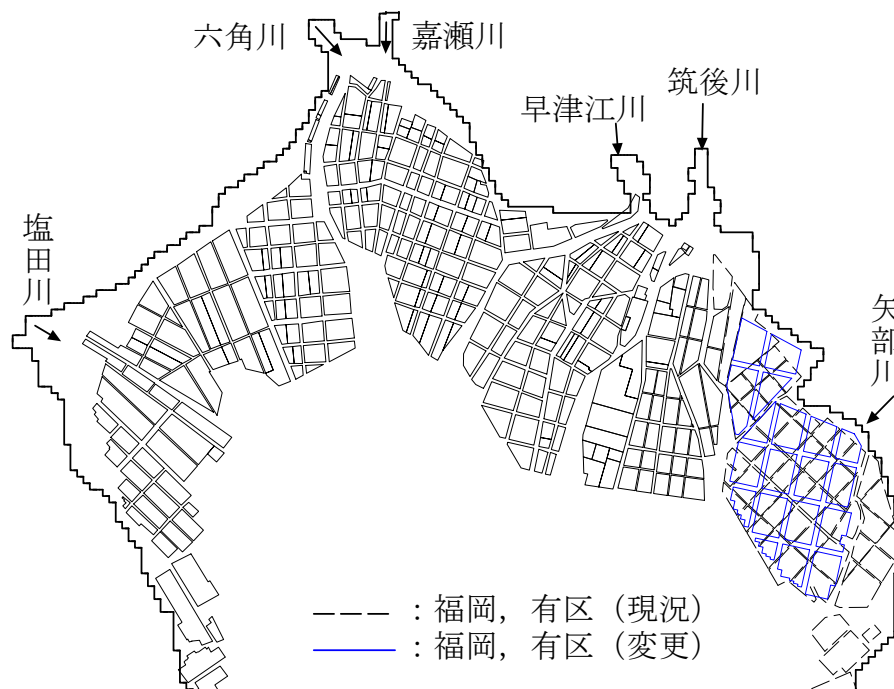 六角川
嘉瀬川
早津江川
筑後川
塩田川
矢部川
：福岡，有区（現況）
：福岡，有区（変更）